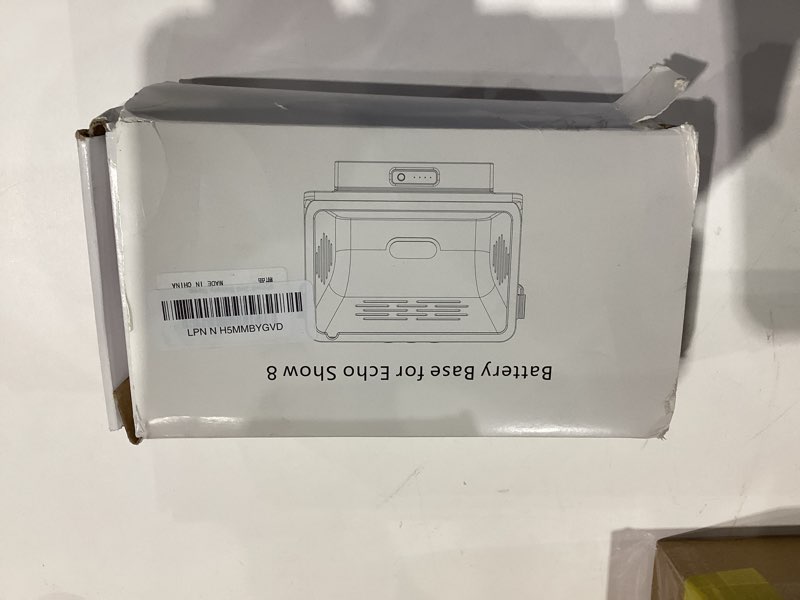 Battery Base for Echo Show 8
MADE IN CHINA
LPN N H5MMBYGVD